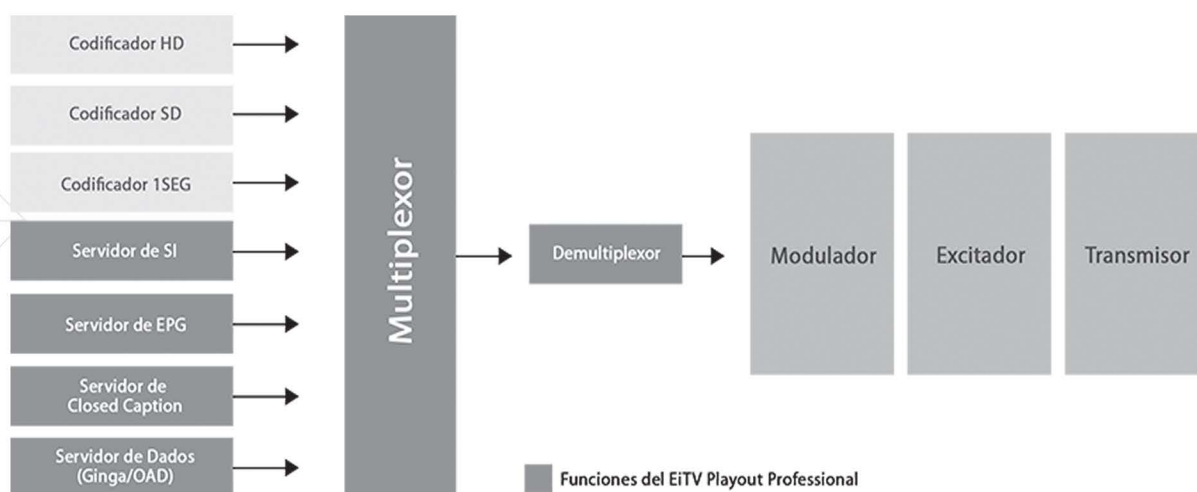 Codificador HD
Codificador SD
Codificador 1SEG
Servidor de SI
Servidor de EPG
Servidor de
Closed Caption
Servidor de Dados
(Ginga/OAD)
Multiplexor
Demultiplexor
Modulador
Excitador
Transmisor
Funciones del EiTV Playout Professional